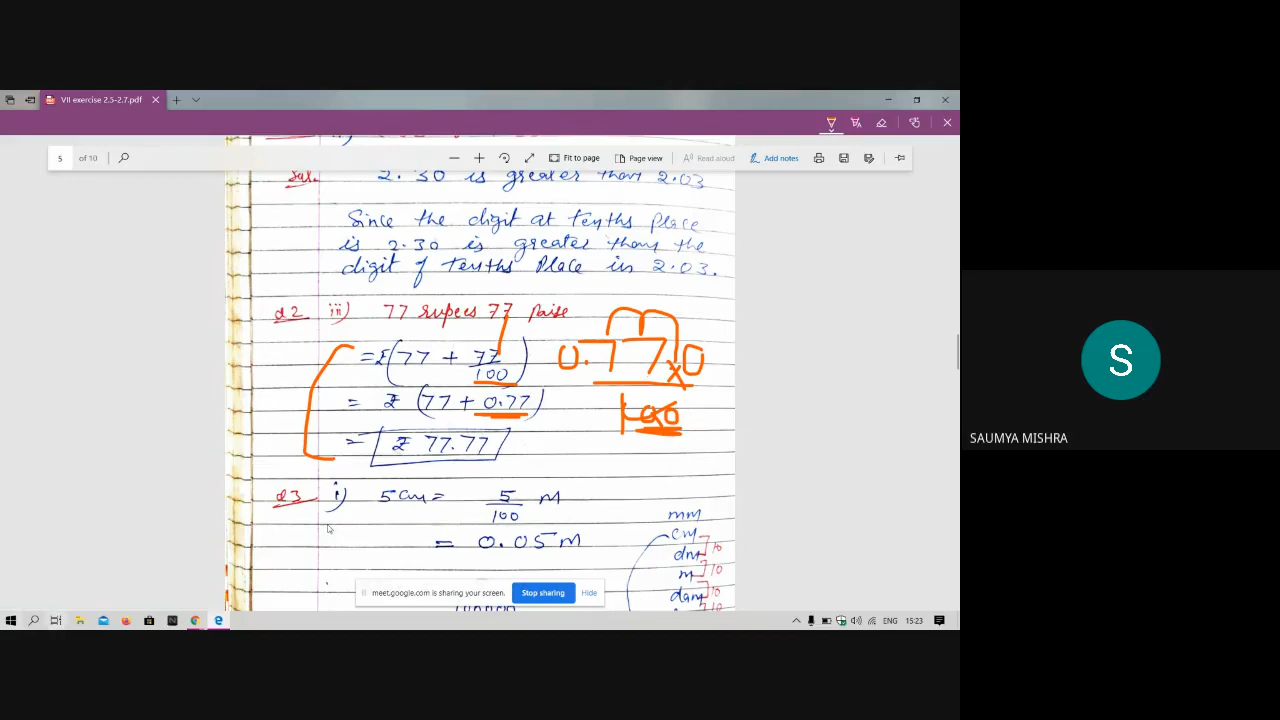 VII exercise 2.5-2.7.pdf
5 of 10
Fit to page
Page view
Read aloud
Add notes
Sol. 2.30 is greater than 2.03
Since the digit at tenths place
is 2.30 is greater than the
digit of tenths place in 2.03.
Q2 iii) 77 rupees 77 paise
= ₹(77 + 77/100)
= ₹ (77 + 0.77)
= ₹ 77.77
0.77.0
100
Q3 i) 5cm = 5/100 m
= 0.05m
mm
cm
dm 10
m 10
dam 10
10
100000
meet.google.com is sharing your screen.
Stop sharing
Hide
S
SAUMYA MISHRA
ENG
15:23